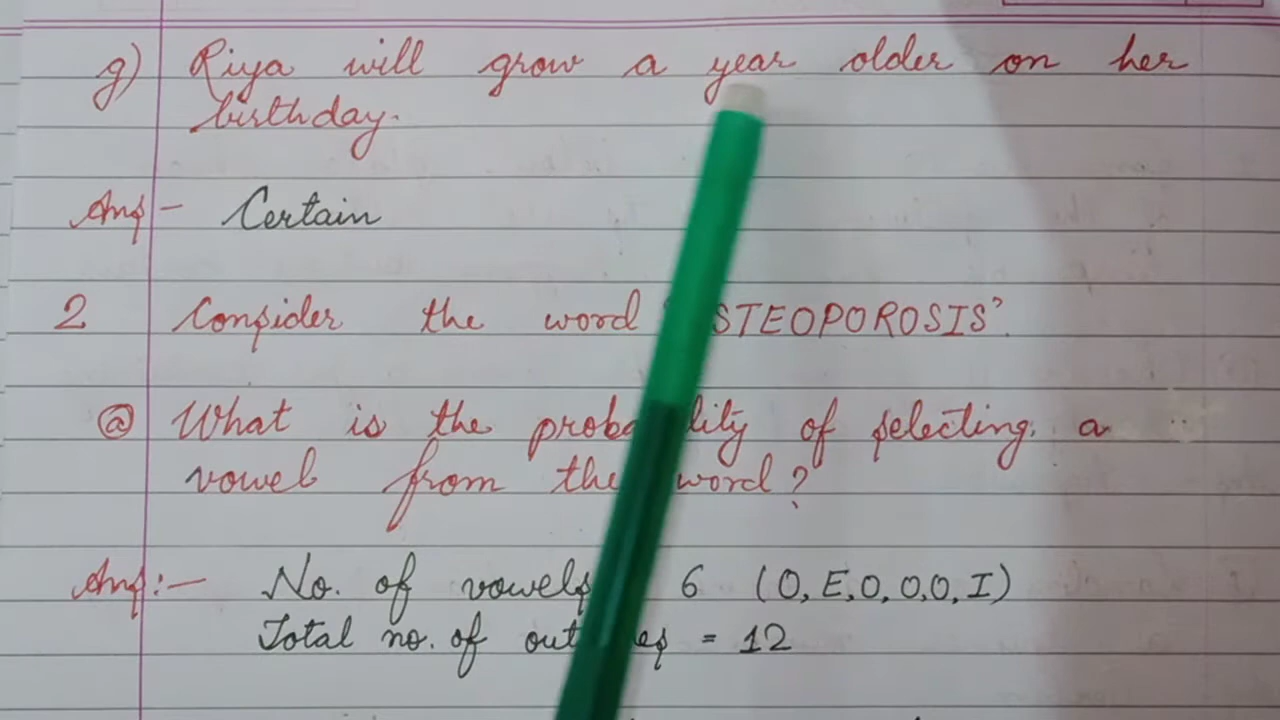 g) Riya will grow a year older on her
birthday.
Ans - Certain
2 Consider the word STEOPOROSIS'.
@ What is the probability of selecting a
vowel from the word?
Ans:- No. of vowels 6 (O, E, O, O, O, I)
Total no. of outcomes = 12